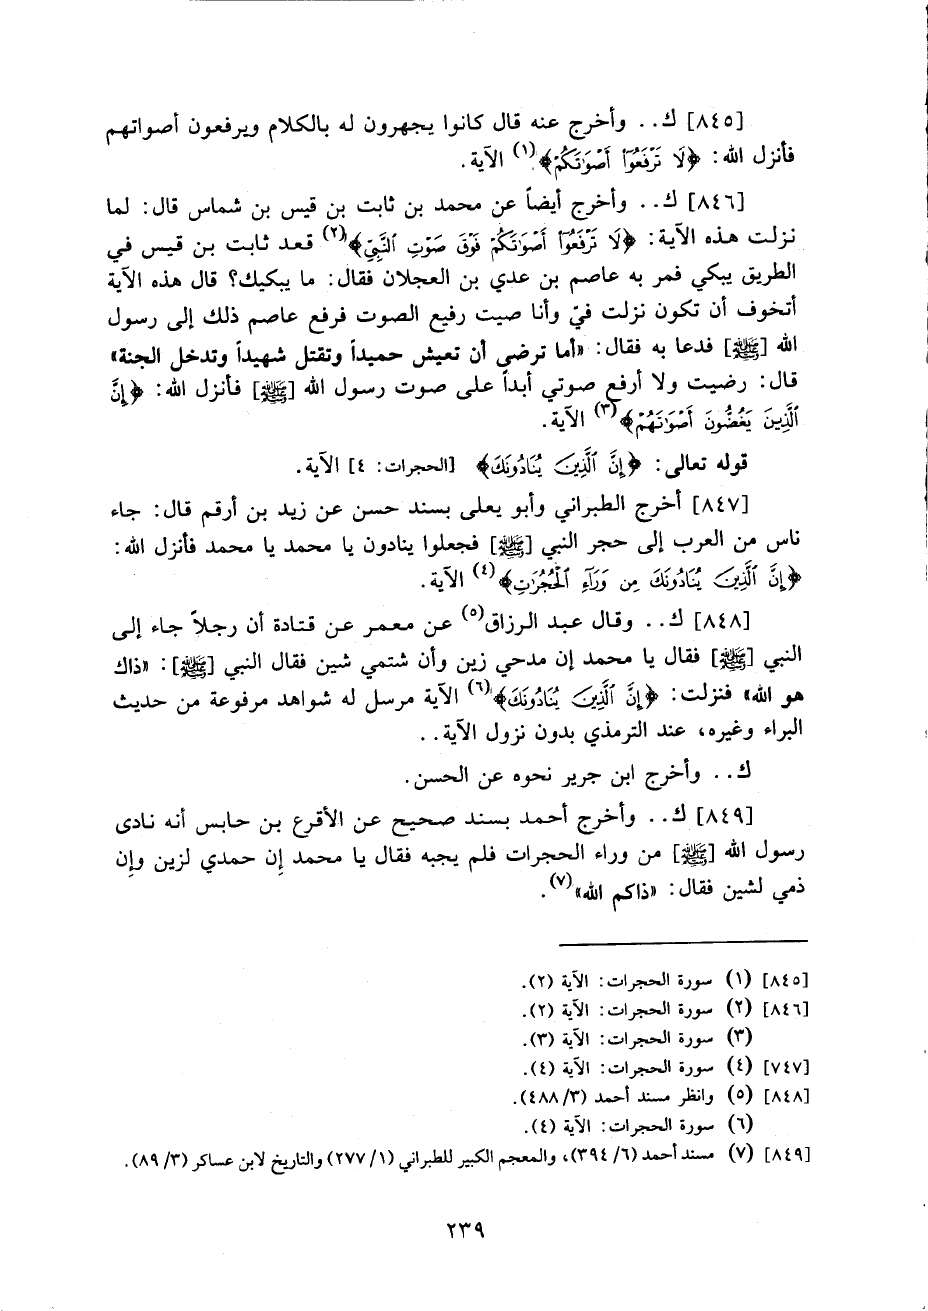 [٨٤٥] ك.. وأخرج عنه قال كانوا يجهرون له بالكلام ويرفعون أصواتهم
فأنزل الله: ﴿لَا تَرْفَعُوٓا۟ أَصْوَٰتَكُمْ﴾(١) الآية.
[٨٤٦] ك.. وأخرج أيضاً عن محمد بن ثابت بن قيس بن شماس قال: لما
نزلت هذه الآية: ﴿لَا تَرْفَعُوٓا۟ أَصْوَٰتَكُمْ فَوْقَ صَوْتِ ٱلنَّبِىِّ﴾(٢) قعد ثابت بن قيس في
الطريق يبكي فمر به عاصم بن عدي بن العجلان فقال: ما يبكيك؟ قال هذه الآية
أتخوف أن تكون نزلت فيّ وأنا صيت رفيع الصوت فرفع عاصم ذلك إلى رسول
الله [ﷺ] فدعا به فقال: «أما ترضى أن تعيش حميداً وتقتل شهيداً وتدخل الجنة»
قال: رضيت ولا أرفع صوتي أبداً على صوت رسول الله [ﷺ] فأنزل الله: ﴿إِنَّ
ٱلَّذِينَ يَغُضُّونَ أَصْوَٰتَهُمْ﴾(٣) الآية.
قوله تعالى: ﴿إِنَّ ٱلَّذِينَ يُنَادُونَكَ﴾ [الحجرات: ٤] الآية.
[٨٤٧] أخرج الطبراني وأبو يعلى بسند حسن عن زيد بن أرقم قال: جاء
ناس من العرب إلى حجر النبي [ﷺ] فجعلوا ينادون يا محمد يا محمد فأنزل الله:
﴿إِنَّ ٱلَّذِينَ يُنَادُونَكَ مِن وَرَآءِ ٱلْحُجُرَٰتِ﴾(٤) الآية.
[٨٤٨] ك.. وقال عبد الرزاق(٥) عن معمر عن قتادة أن رجلاً جاء إلى
النبي [ﷺ] فقال يا محمد إن مدحي زين وأن شتمي شين فقال النبي [ﷺ]: «ذاك
هو الله» فنزلت: ﴿إِنَّ ٱلَّذِينَ يُنَادُونَكَ﴾(٦) الآية مرسل له شواهد مرفوعة من حديث
البراء وغيره، عند الترمذي بدون نزول الآية..
ك.. وأخرج ابن جرير نحوه عن الحسن.
[٨٤٩] ك.. وأخرج أحمد بسند صحيح عن الأقرع بن حابس أنه نادى
رسول الله [ﷺ] من وراء الحجرات فلم يجبه فقال يا محمد إِن حمدي لزين وإِن
ذمي لشين فقال: «ذاكم الله»(٧).
[٨٤٥] (١) سورة الحجرات: الآية (٢).
[٨٤٦] (٢) سورة الحجرات: الآية (٢).
(٣) سورة الحجرات: الآية (٣).
[٧٤٧] (٤) سورة الحجرات: الآية (٤).
[٨٤٨] (٥) وانظر مسند أحمد (٣/ ٤٨٨).
(٦) سورة الحجرات: الآية (٤).
[٨٤٩] (٧) مسند أحمد (٦/ ٣٩٤)، والمعجم الكبير للطبراني (١/ ٢٧٧) والتاريخ لابن عساكر (٣/ ٨٩).
٢٣٩